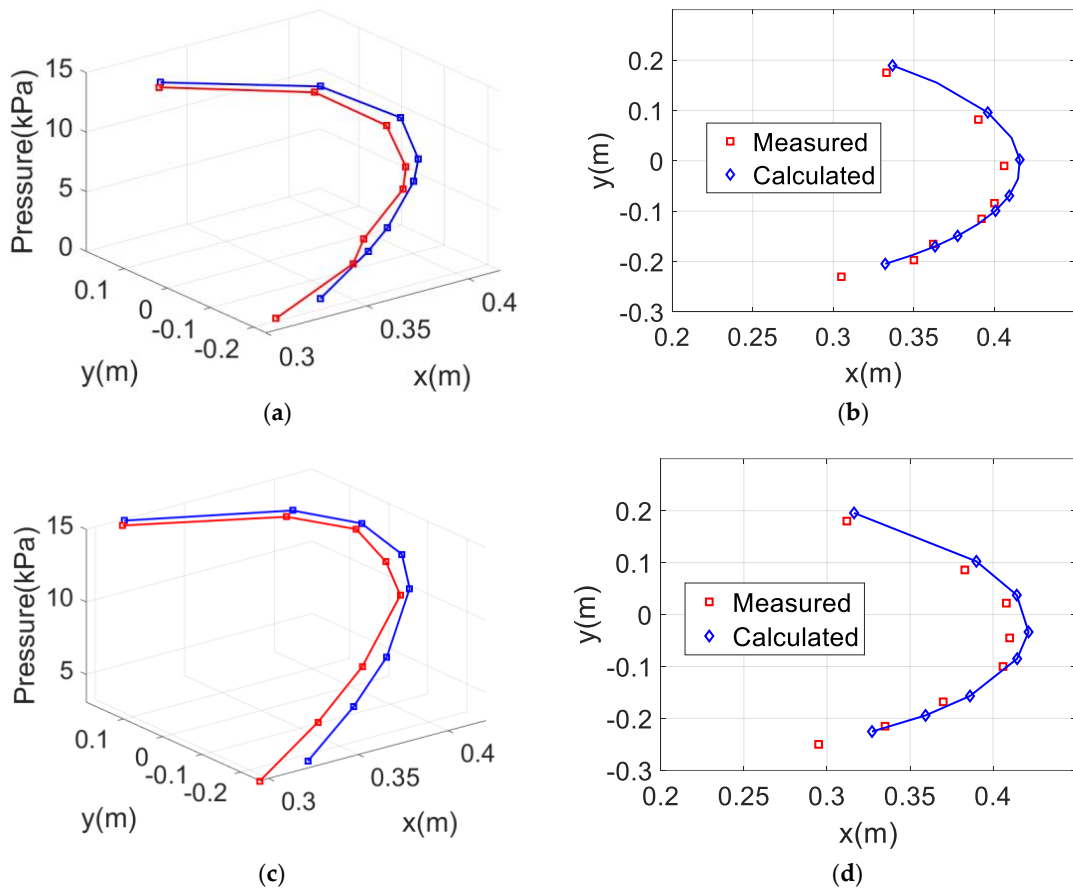 15
10
5
0
Pressure(kPa)
0.1
0
-0.1
-0.2
y(m)
0.3
0.35
0.4
x(m)
(a)
0.2
0.1
0
-0.1
-0.2
-0.3
y(m)
Measured
Calculated
0.2
0.25
0.3
0.35
0.4
x(m)
(b)
15
10
5
Pressure(kPa)
0.1
0
-0.1
-0.2
y(m)
0.3
0.35
0.4
x(m)
(c)
0.2
0.1
0
-0.1
-0.2
-0.3
y(m)
Measured
Calculated
0.2
0.25
0.3
0.35
0.4
x(m)
(d)